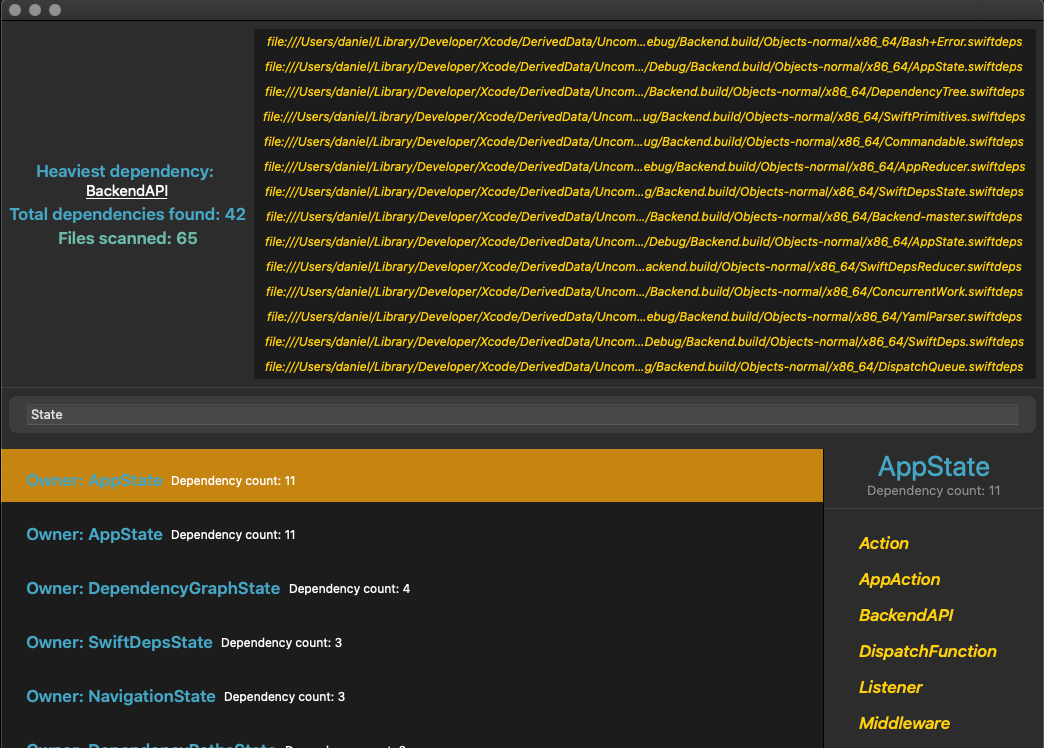 Heaviest dependency:
BackendAPI
Total dependencies found: 42
Files scanned: 65
file:///Users/daniel/Library/Developer/Xcode/DerivedData/Uncom...ebug/Backend.build/Objects-normal/x86_64/Bash+Error.swiftdeps
file:///Users/daniel/Library/Developer/Xcode/DerivedData/Uncom.../Debug/Backend.build/Objects-normal/x86_64/AppState.swiftdeps
file:///Users/daniel/Library/Developer/Xcode/DerivedData/Uncom.../Backend.build/Objects-normal/x86_64/DependencyTree.swiftdeps
file:///Users/daniel/Library/Developer/Xcode/DerivedData/Uncom...ug/Backend.build/Objects-normal/x86_64/SwiftPrimitives.swiftdeps
file:///Users/daniel/Library/Developer/Xcode/DerivedData/Uncom...ug/Backend.build/Objects-normal/x86_64/Commandable.swiftdeps
file:///Users/daniel/Library/Developer/Xcode/DerivedData/Uncom...ebug/Backend.build/Objects-normal/x86_64/AppReducer.swiftdeps
file:///Users/daniel/Library/Developer/Xcode/DerivedData/Uncom...g/Backend.build/Objects-normal/x86_64/SwiftDepsState.swiftdeps
file:///Users/daniel/Library/Developer/Xcode/DerivedData/Uncom.../Backend.build/Objects-normal/x86_64/Backend-master.swiftdeps
file:///Users/daniel/Library/Developer/Xcode/DerivedData/Uncom.../Debug/Backend.build/Objects-normal/x86_64/AppState.swiftdeps
file:///Users/daniel/Library/Developer/Xcode/DerivedData/Uncom...ackend.build/Objects-normal/x86_64/SwiftDepsReducer.swiftdeps
file:///Users/daniel/Library/Developer/Xcode/DerivedData/Uncom.../Backend.build/Objects-normal/x86_64/ConcurrentWork.swiftdeps
file:///Users/daniel/Library/Developer/Xcode/DerivedData/Uncom...ebug/Backend.build/Objects-normal/x86_64/YamlParser.swiftdeps
file:///Users/daniel/Library/Developer/Xcode/DerivedData/Uncom...Debug/Backend.build/Objects-normal/x86_64/SwiftDeps.swiftdeps
file:///Users/daniel/Library/Developer/Xcode/DerivedData/Uncom...g/Backend.build/Objects-normal/x86_64/DispatchQueue.swiftdeps
State
Owner: AppState Dependency count: 11
Owner: AppState Dependency count: 11
Owner: DependencyGraphState Dependency count: 4
Owner: SwiftDepsState Dependency count: 3
Owner: NavigationState Dependency count: 3
Owner: DependencyPathsState Dependency count:
AppState
Dependency count: 11
Action
AppAction
BackendAPI
DispatchFunction
Listener
Middleware